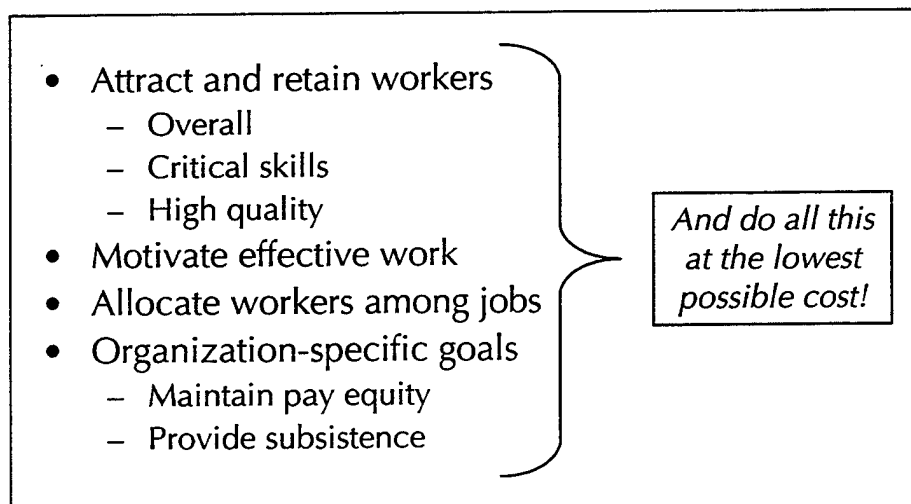 • Attract and retain workers
– Overall
– Critical skills
– High quality
• Motivate effective work
• Allocate workers among jobs
• Organization-specific goals
– Maintain pay equity
– Provide subsistence
And do all this
at the lowest
possible cost!